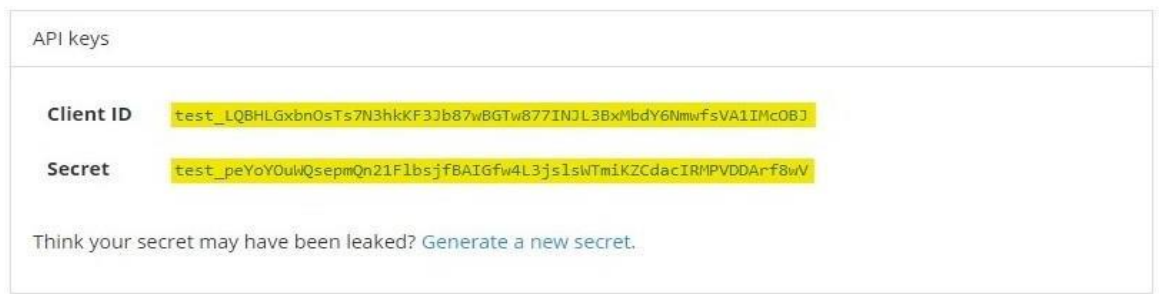 API keys
Client ID test_LQBHLGxbnOsTs7N3hkKF3Jb87wBGTw877INJL3BxMbdY6NmwfsVA1IMcOBJ
Secret test_peYoYOuWQsepmQn21FlbsjfBAIGfw4L3jslsWTmiKZCdacIRMPVDDArf8wV
Think your secret may have been leaked? Generate a new secret.